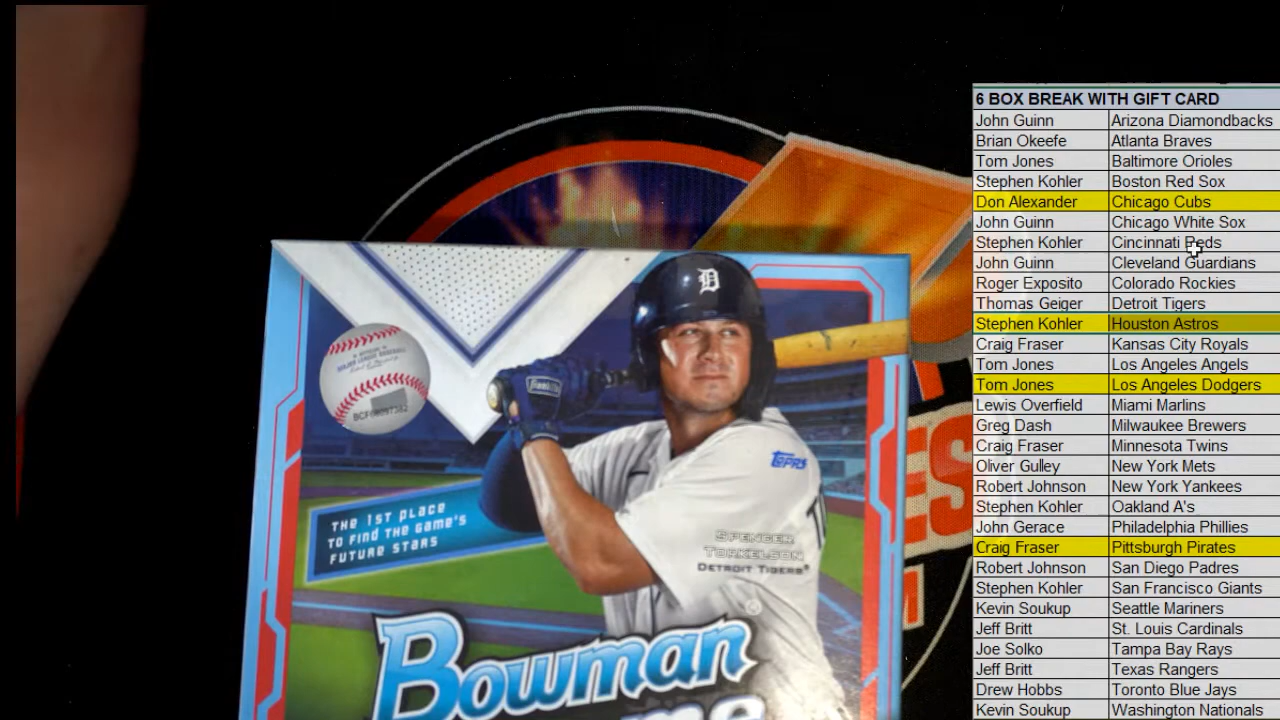 6 BOX BREAK WITH GIFT CARD
John Guinn Arizona Diamondbacks
Brian Okeefe Atlanta Braves
Tom Jones Baltimore Orioles
Stephen Kohler Boston Red Sox
Don Alexander Chicago Cubs
John Guinn Chicago White Sox
Stephen Kohler Cincinnati Reds
John Guinn Cleveland Guardians
Roger Exposito Colorado Rockies
Thomas Geiger Detroit Tigers
Stephen Kohler Houston Astros
Craig Fraser Kansas City Royals
Tom Jones Los Angeles Angels
Tom Jones Los Angeles Dodgers
Lewis Overfield Miami Marlins
Greg Dash Milwaukee Brewers
Craig Fraser Minnesota Twins
Oliver Gulley New York Mets
Robert Johnson New York Yankees
Stephen Kohler Oakland A's
John Gerace Philadelphia Phillies
Craig Fraser Pittsburgh Pirates
Robert Johnson San Diego Padres
Stephen Kohler San Francisco Giants
Kevin Soukup Seattle Mariners
Jeff Britt St. Louis Cardinals
Joe Solko Tampa Bay Rays
Jeff Britt Texas Rangers
Drew Hobbs Toronto Blue Jays
Kevin Soukup Washington Nationals
D
Franklin
TOPPS
THE 1ST PLACE
TO FIND THE GAME'S
FUTURE STARS
SPENCER
TORKELSON
DETROIT TIGERS®
Bowman